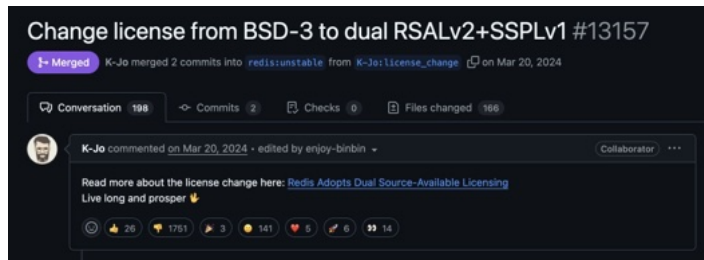 Change license from BSD-3 to dual RSALv2+SSPLv1 #13157
Merged K-Jo merged 2 commits into redis:unstable from K-Jo:license_change on Mar 20, 2024
Conversation 198 Commits 2 Checks 0 Files changed 166
K-Jo commented on Mar 20, 2024 • edited by enjoy-binbin Collaborator
Read more about the license change here: Redis Adopts Dual Source-Available Licensing
Live long and prosper 🖖
👍 26 👎 1751 🎉 3 😕 141 ❤️ 5 🚀 6 👀 14